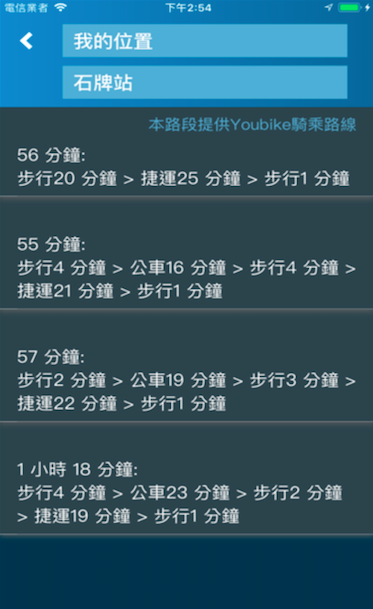 電信業者 下午2:54
我的位置
石牌站
本路段提供Youbike騎乘路線
56 分鐘:
步行20 分鐘 > 捷運25 分鐘 > 步行1 分鐘
55 分鐘:
步行4 分鐘 > 公車16 分鐘 > 步行4 分鐘 >
捷運21 分鐘 > 步行1 分鐘
57 分鐘:
步行2 分鐘 > 公車19 分鐘 > 步行3 分鐘 >
捷運22 分鐘 > 步行1 分鐘
1 小時 18 分鐘:
步行4 分鐘 > 公車23 分鐘 > 步行2 分鐘
> 捷運19 分鐘 > 步行1 分鐘